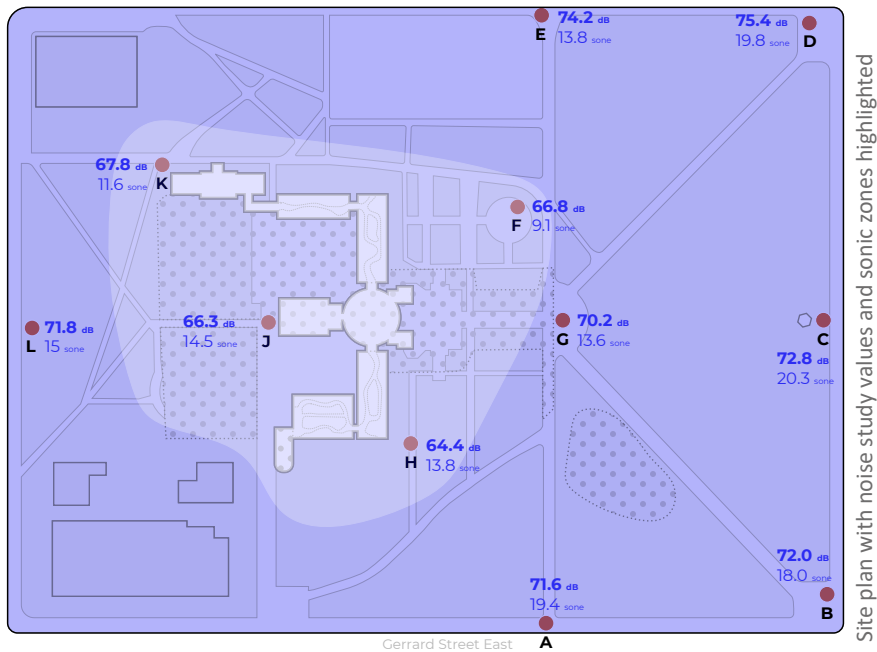 74.2 dB
13.8 sone
E
75.4 dB
19.8 sone
D
67.8 dB
11.6 sone
K
66.8 dB
9.1 sone
F
71.8 dB
15 sone
L
66.3 dB
14.5 sone
J
70.2 dB
13.6 sone
G
C
72.8 dB
20.3 sone
64.4 dB
13.8 sone
H
72.0 dB
18.0 sone
B
71.6 dB
19.4 sone
A
Gerrard Street East
Site plan with noise study values and sonic zones highlighted